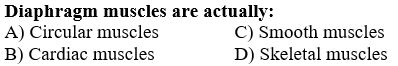 Diaphragm muscles are actually:
A) Circular muscles C) Smooth muscles
B) Cardiac muscles D) Skeletal muscles